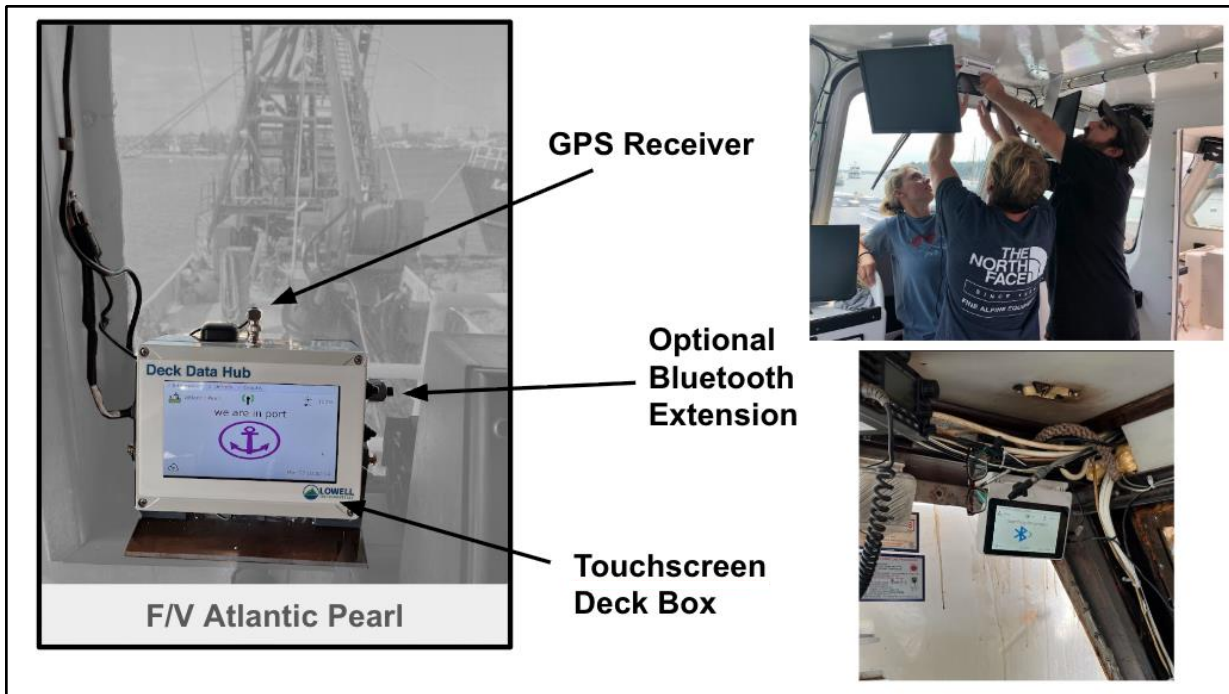 GPS Receiver
Optional
Bluetooth
Extension
Touchscreen
Deck Box
Deck Data Hub
we are in port
LOWELL
F/V Atlantic Pearl
THE
NORTH
FACE